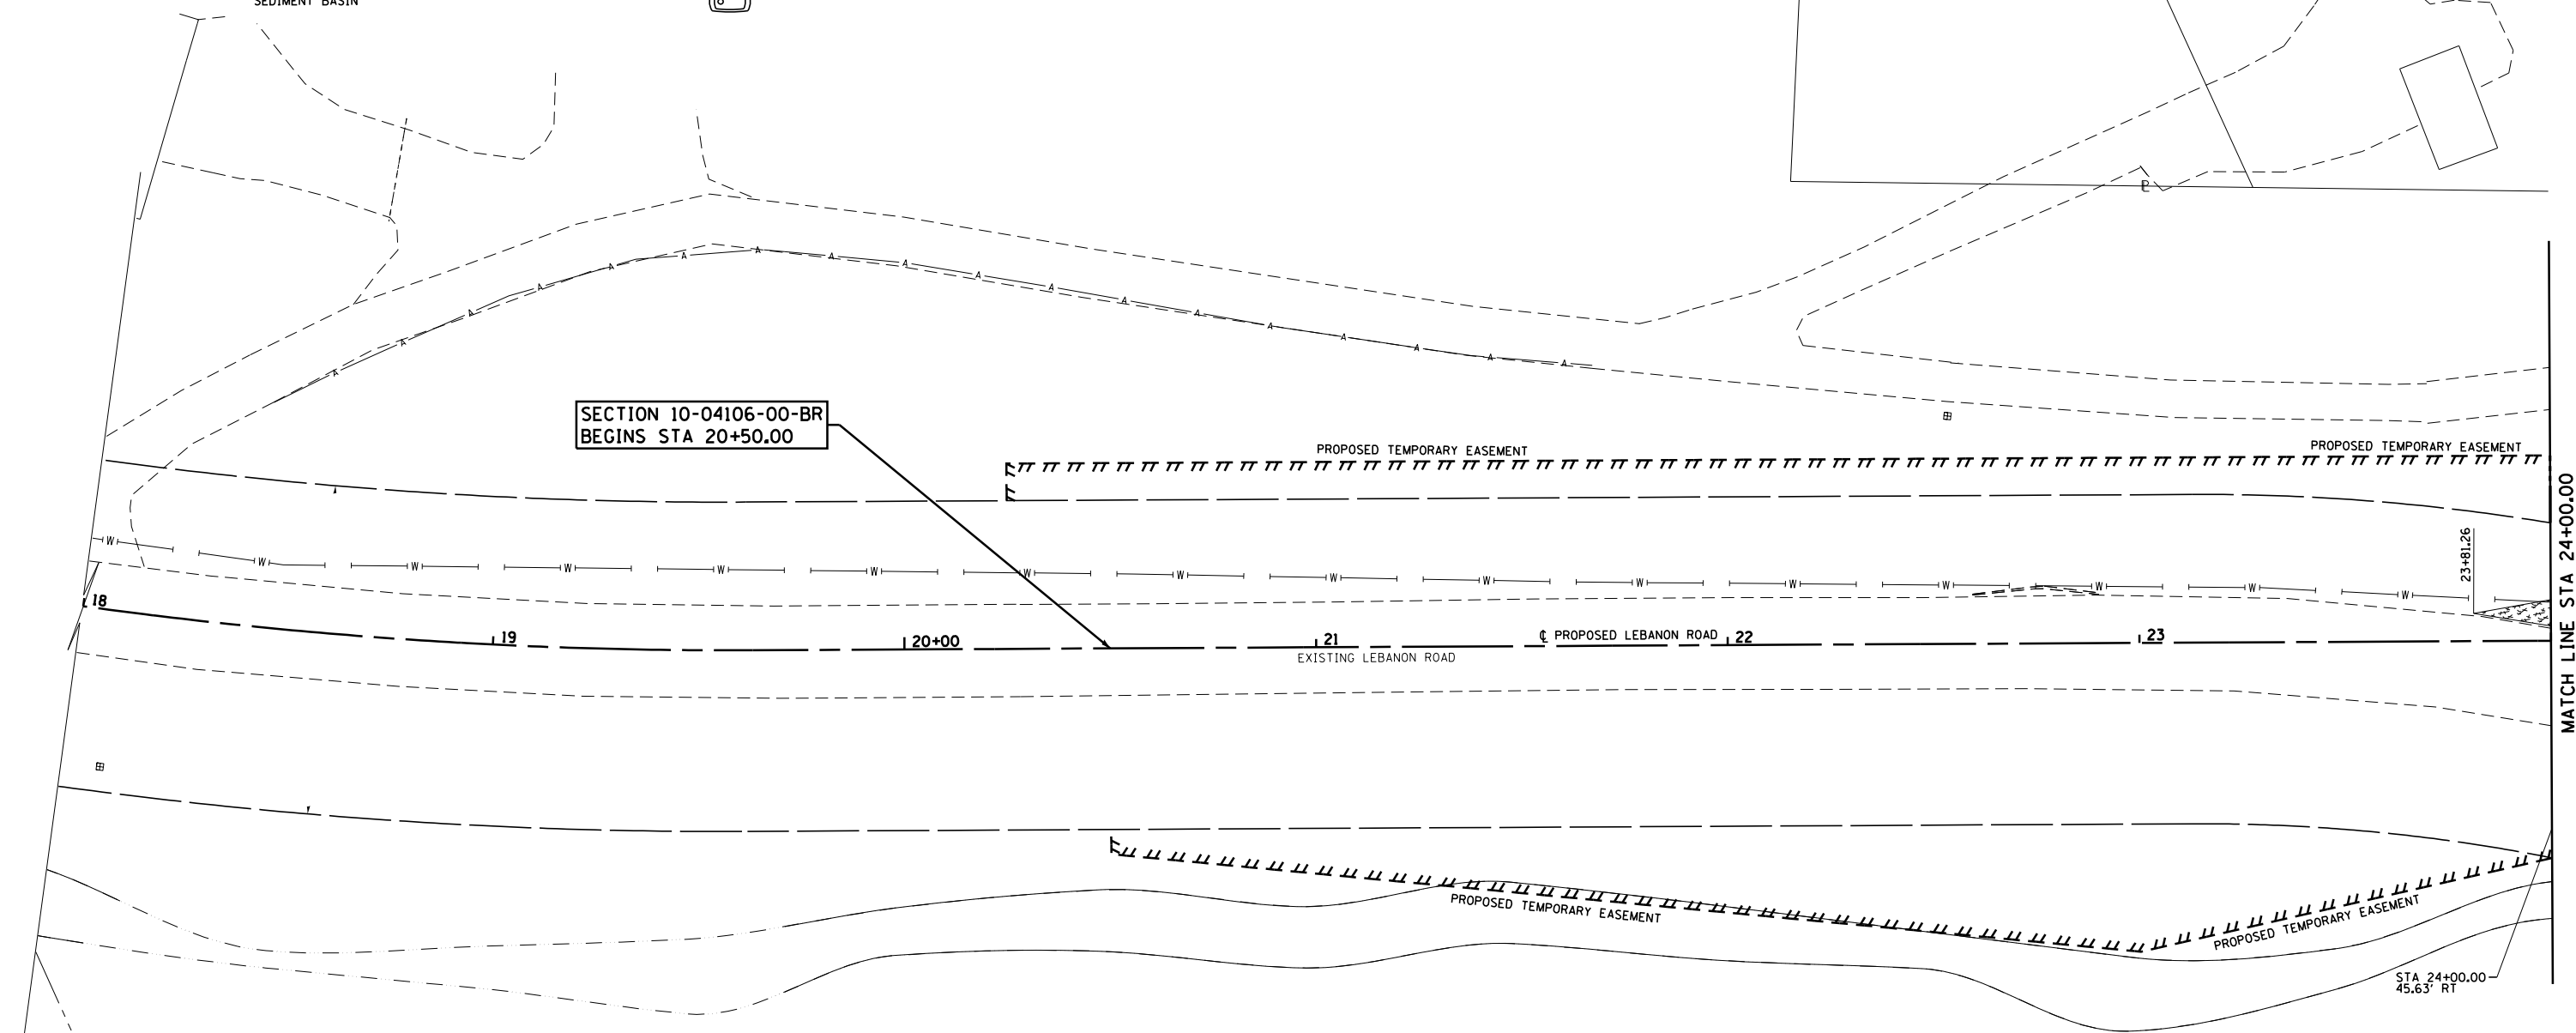 SEDIMENT BASIN
P
A A A A A A A A A A A A A A A A A A
SECTION 10-04106-00-BR
BEGINS STA 20+50.00
PROPOSED TEMPORARY EASEMENT
PROPOSED TEMPORARY EASEMENT
MATCH LINE STA 24+00.00
23+81.26
W W W W W W W W W W W W W W W W
18
19
20+00
21
℄ PROPOSED LEBANON ROAD
22
23
EXISTING LEBANON ROAD
PROPOSED TEMPORARY EASEMENT
PROPOSED TEMPORARY EASEMENT
STA 24+00.00
45.63' RT